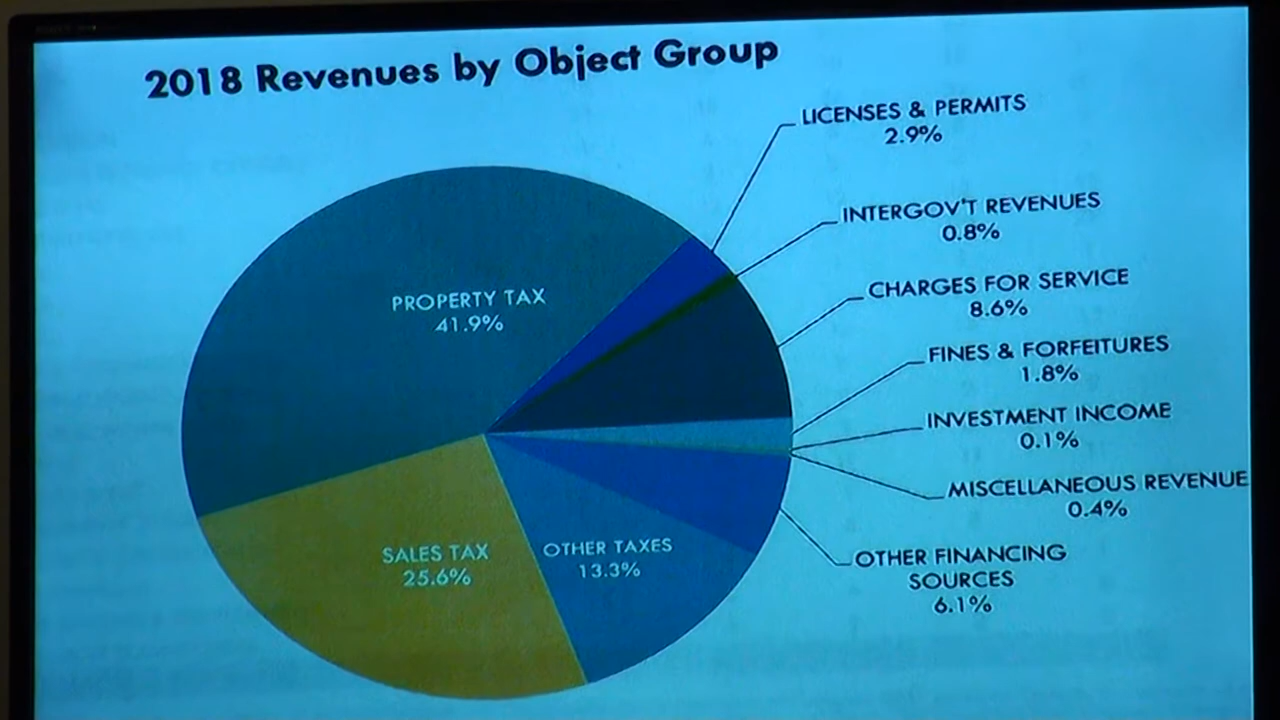 2018 Revenues by Object Group
LICENSES & PERMITS
2.9%
INTERGOV'T REVENUES
0.8%
PROPERTY TAX
41.9%
CHARGES FOR SERVICE
8.6%
FINES & FORFEITURES
1.8%
INVESTMENT INCOME
0.1%
MISCELLANEOUS REVENUE
0.4%
SALES TAX
25.6%
OTHER TAXES
13.3%
OTHER FINANCING
SOURCES
6.1%